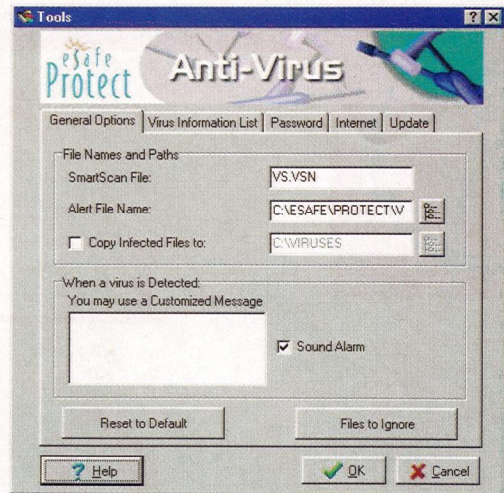 Tools
eSafe
Protect
Anti-Virus
General Options Virus Information List Password Internet Update
File Names and Paths
SmartScan File: VS.VSN
Alert File Name: C:\ESAFE\PROTECT\V
Copy Infected Files to: C:\VIRUSES
When a virus is Detected:
You may use a Customized Message
Sound Alarm
Reset to Default Files to Ignore
? Help OK Cancel